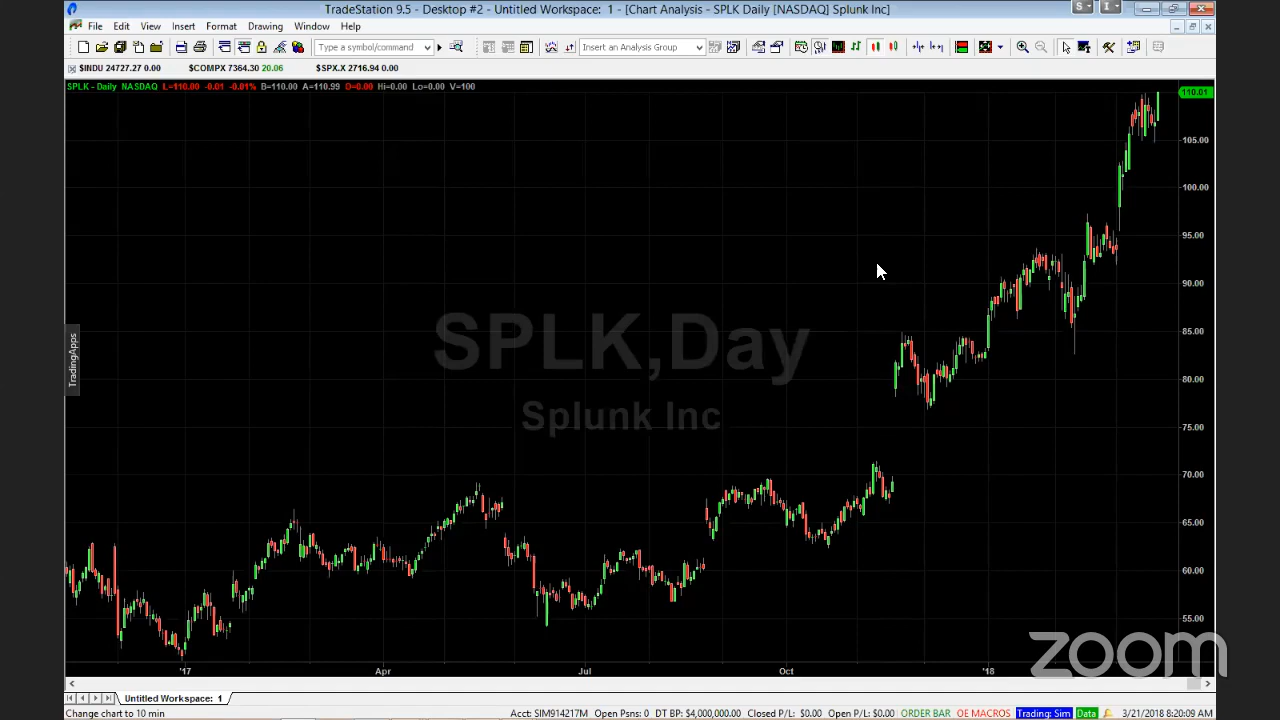 TradeStation 9.5 - Desktop #2 - Untitled Workspace: 1 - [Chart Analysis - SPLK Daily [NASDAQ] Splunk Inc]
S
I
File Edit View Insert Format Data Drawing Window Help
Type a symbol/command
Insert an Analysis Group
$INDU 24727.27 0.00 $COMPX 7364.30 20.06 $SPX.X 2716.94 0.00
SPLK - Daily NASDAQ L=110.00 -0.01 -0.01% B=110.00 A=110.99 O=0.00 Hi=0.00 Lo=0.00 V=100
110.01
105.00
100.00
95.00
90.00
85.00
80.00
75.00
70.00
65.00
60.00
55.00
TradingApps
SPLK,Day
Splunk Inc
'17 Apr Jul Oct '18
zoom
Untitled Workspace: 1
Change chart to 10 min
Acct: SIM914217M Open Psns: 0 DT BP: $4,000,000.00 Closed P/L: $0.00 Open P/L: $0.00 ORDER BAR OE MACROS Trading: Sim Data 3/21/2018 8:20:09 AM